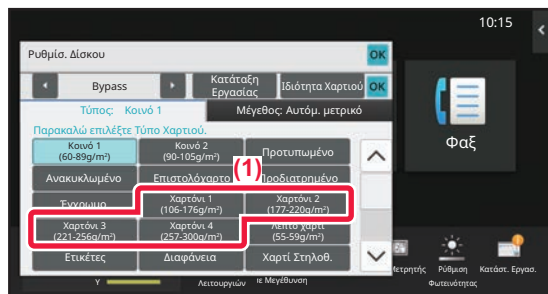 10:15
Ρυθμίσ. Δίσκου
OK
Bypass
Κατάταξη
Εργασίας
Ιδιότητα Χαρτιού
OK
Τύπος: Κοινό 1
Μέγεθος: Αυτόμ. μετρικό
Παρακαλώ επιλέξτε Τύπο Χαρτιού.
Κοινό 1
(60-89g/m²)
Κοινό 2
(90-105g/m²)
Προτυπωμένο
Ανακυκλωμένο
Επιστολόχαρτο
(1)
Προδιατρημένο
Έγχρωμο
Χαρτόνι 1
(106-176g/m²)
Χαρτόνι 2
(177-220g/m²)
Χαρτόνι 3
(221-256g/m²)
Χαρτόνι 4
(257-300g/m²)
Λεπτό χαρτί
(55-59g/m²)
Ετικέτες
Διαφάνεια
Χαρτί Στηλοθ.
Φαξ
Μετρητής
Ρύθμιση
Φωτεινότητας
Κατάστ. Εργασ.
Y
Λειτουργιών
με Μεγέθυνση